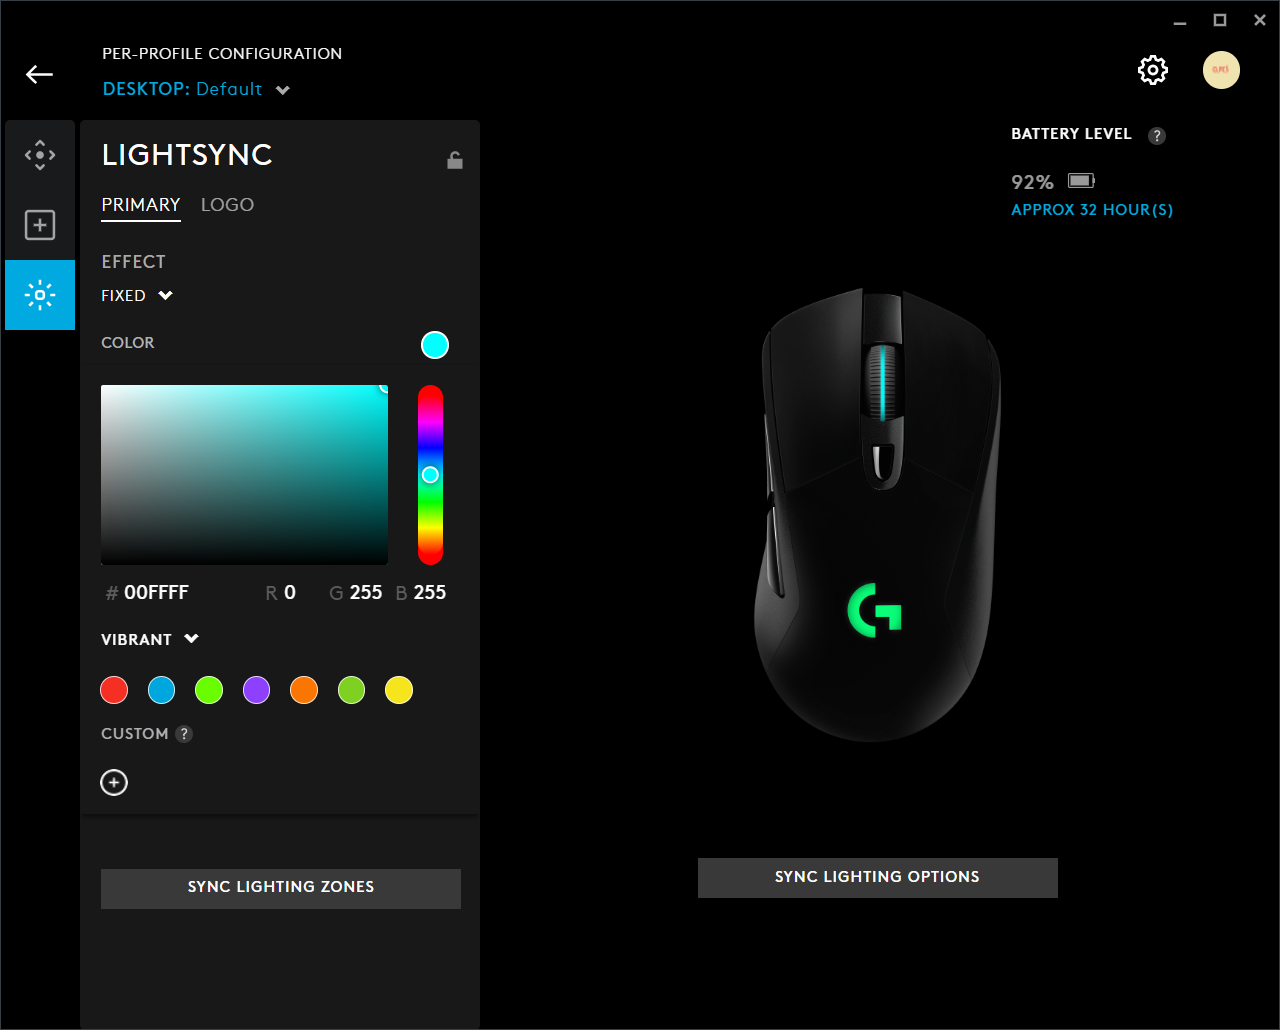 PER-PROFILE CONFIGURATION
DESKTOP: Default
LIGHTSYNC
PRIMARY LOGO
EFFECT
FIXED
COLOR
# 00FFFF R 0 G 255 B 255
VIBRANT
CUSTOM ?
SYNC LIGHTING ZONES
BATTERY LEVEL ?
92%
APPROX 32 HOUR(S)
G
SYNC LIGHTING OPTIONS